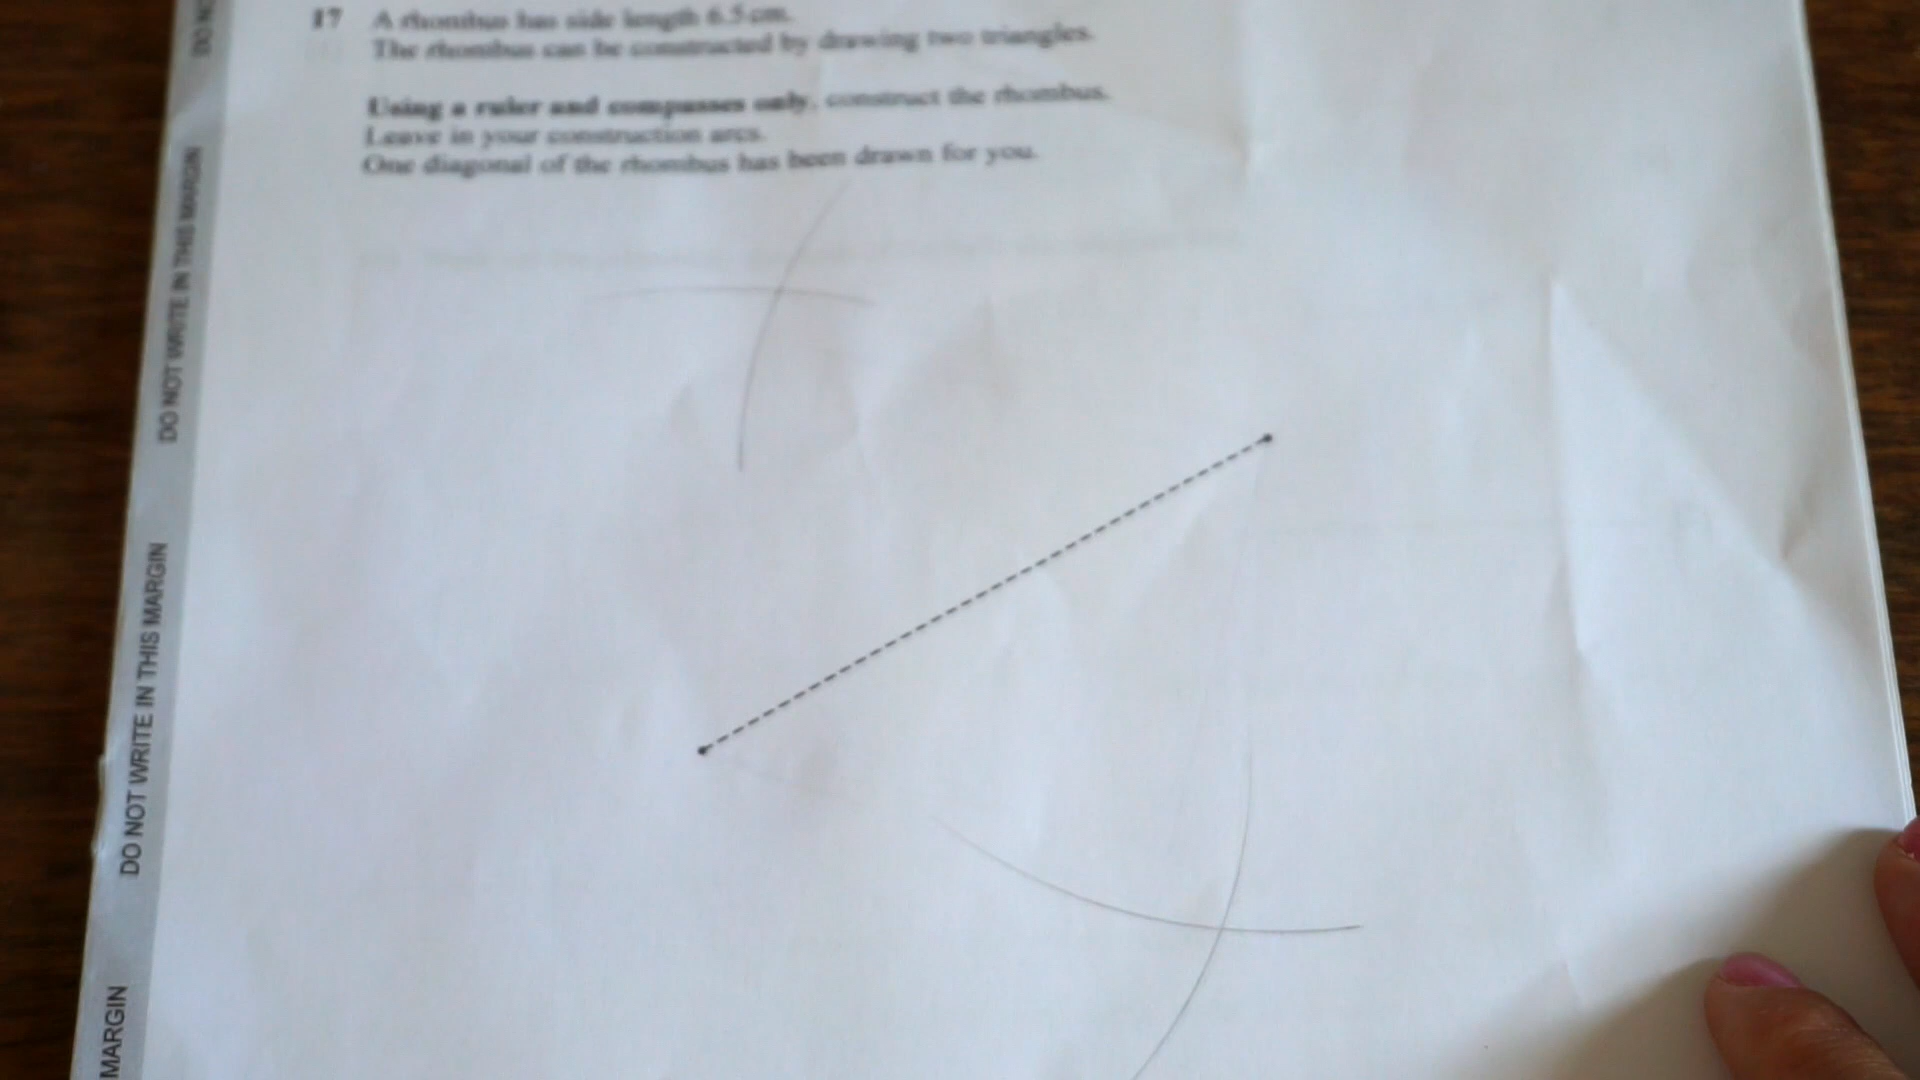 17 A rhombus has side length 6.5 cm.
The rhombus can be constructed by drawing two triangles.
Using a ruler and compasses only, construct the rhombus.
Leave in your construction arcs.
One diagonal of the rhombus has been drawn for you.
DO NO
DO NOT WRITE IN THIS MARGIN
DO NOT WRITE IN THIS MARGIN
MARGIN